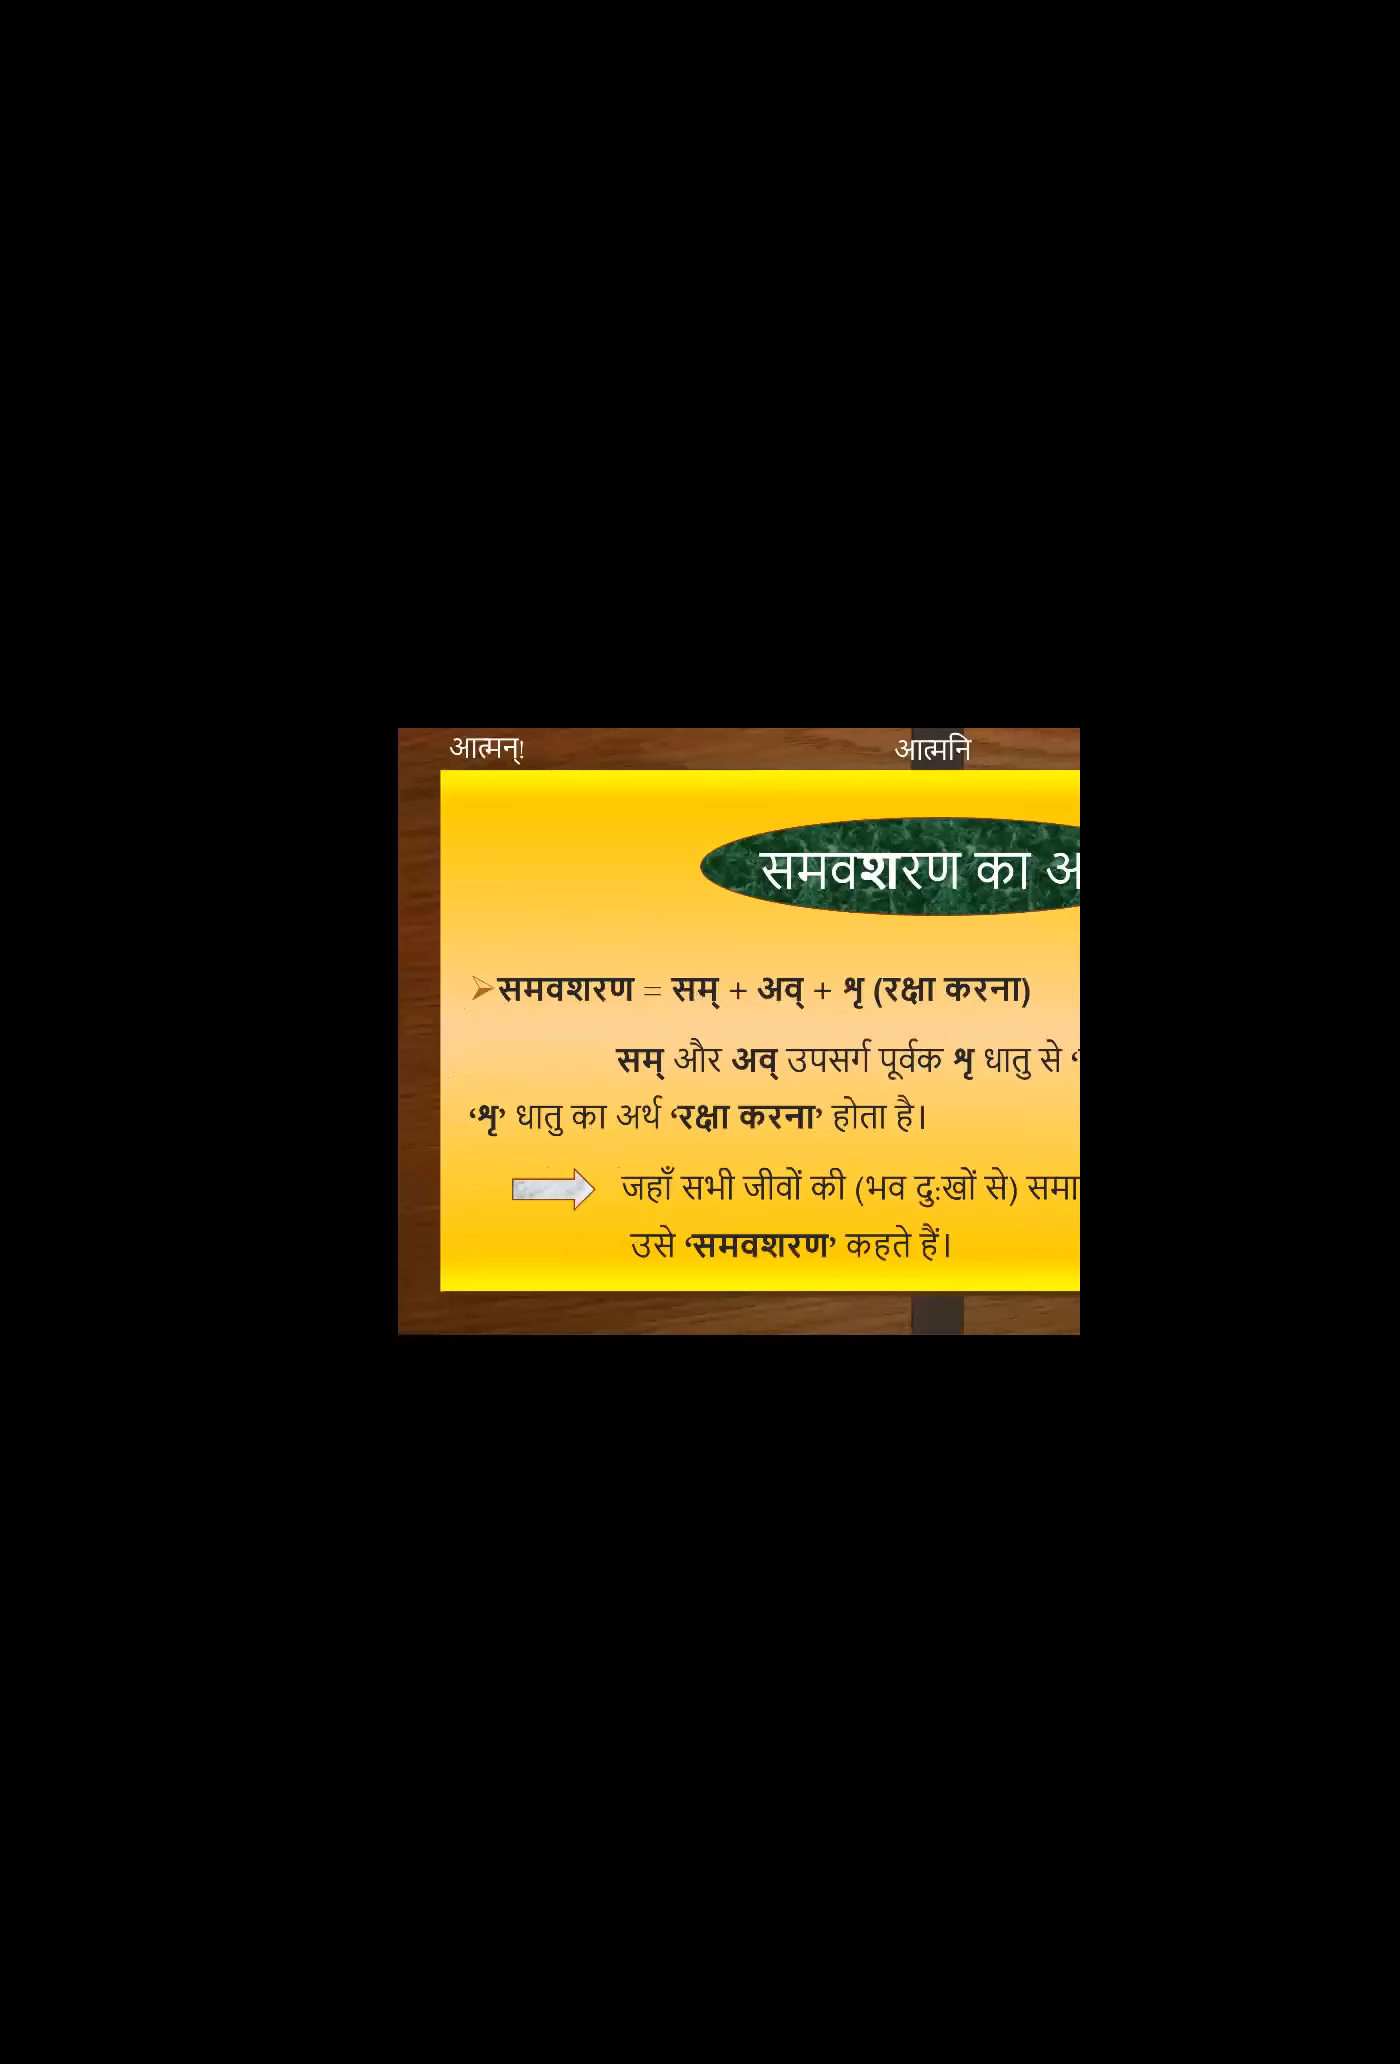 आत्मन्! आत्मनि
समवशरण का
➢समवशरण = सम् + अव् + शृ (रक्षा करना)
सम् और अव् उपसर्ग पूर्वक शृ धातु से ‘
‘शृ’ धातु का अर्थ ‘रक्षा करना’ होता है।
जहाँ सभी जीवों की (भव दुःखों से)
उसे ‘समवशरण’ कहते हैं।